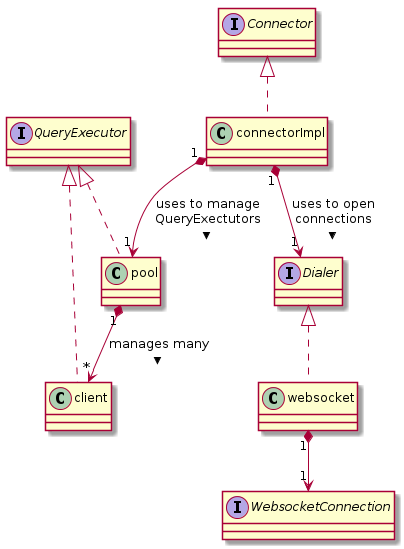 I Connector
I QueryExecutor
C connectorImpl
1
1
uses to manage
QueryExectutors
▼
uses to open
connections
▼
1
1
C pool
I Dialer
1
manages many
▼
*
C client
C websocket
1
1
I WebsocketConnection